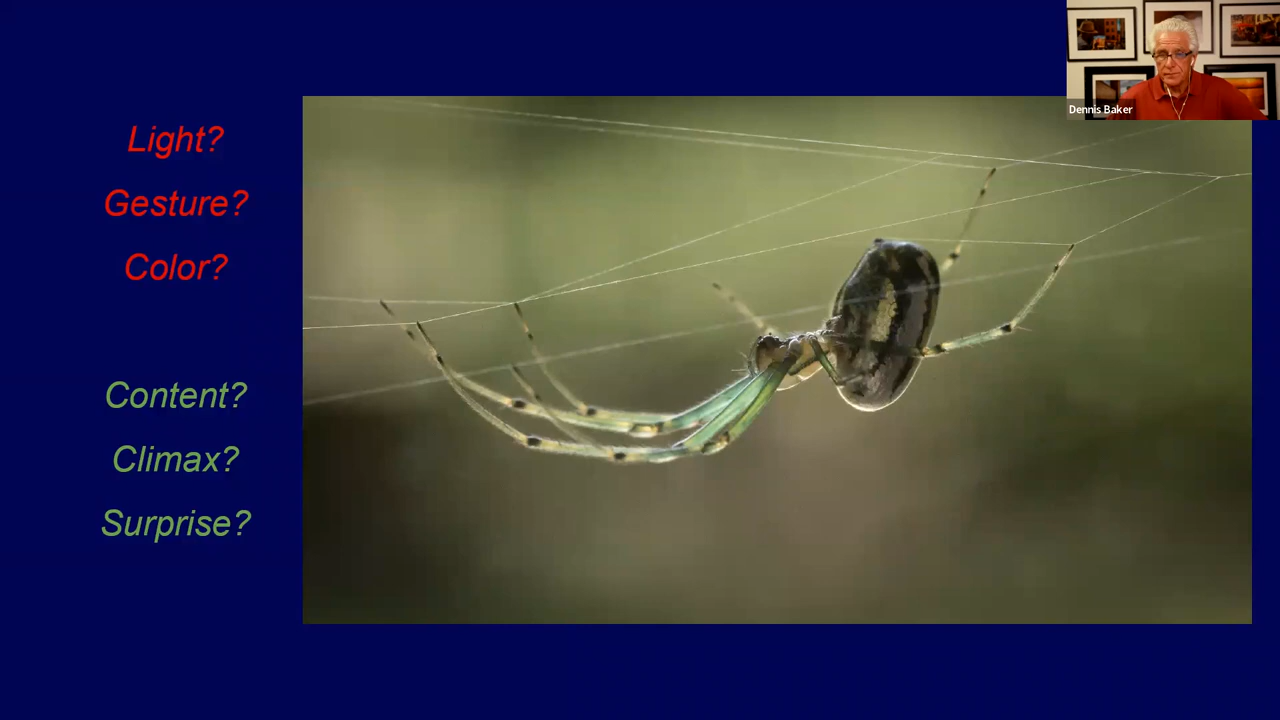 Light?
Gesture?
Color?
Content?
Climax?
Surprise?
Dennis Baker